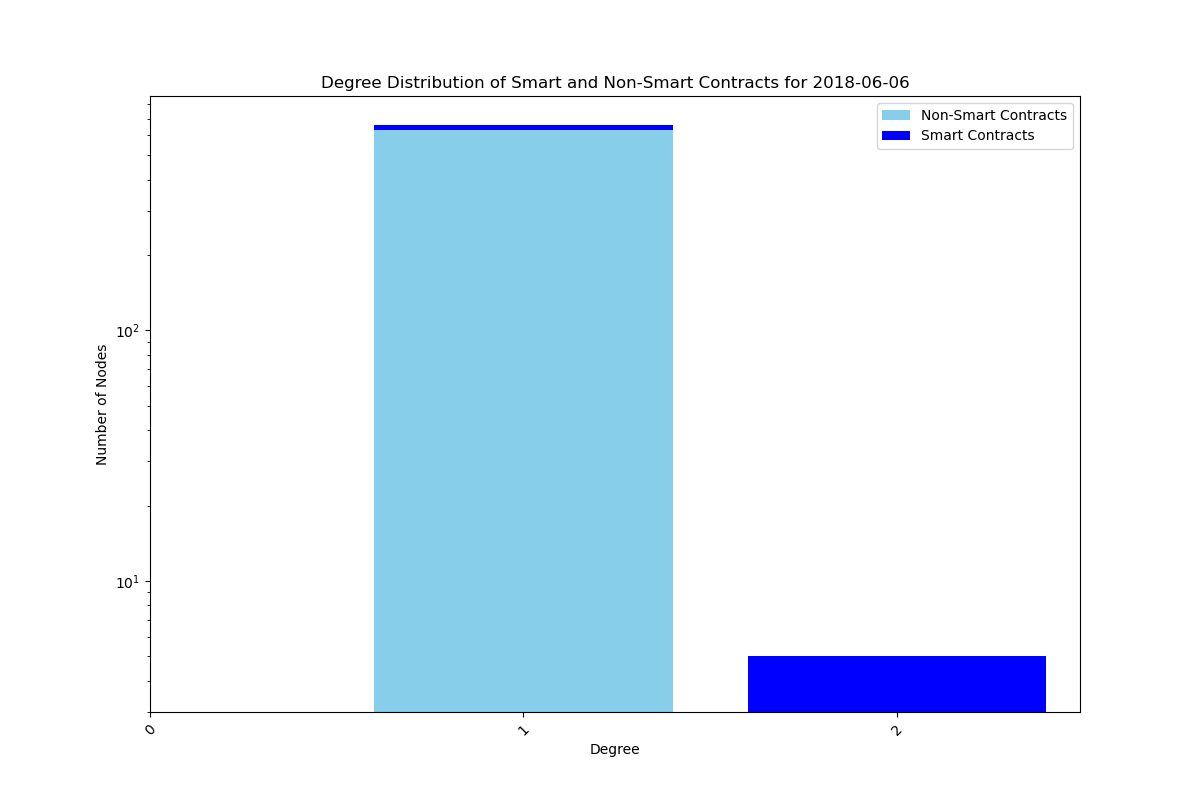 Degree Distribution of Smart and Non-Smart Contracts for 2018-06-06
Non-Smart Contracts
Smart Contracts
Number of Nodes
10²
10¹
0
1
2
Degree